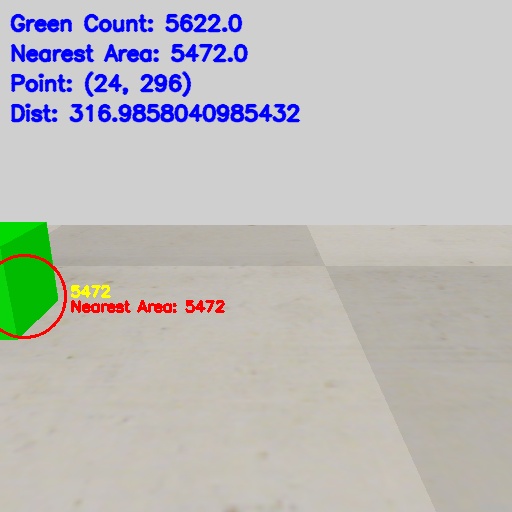 Green Count: 5622.0
Nearest Area: 5472.0
Point: (24, 296)
Dist: 316.9858040985432
5472
Nearest Area: 5472